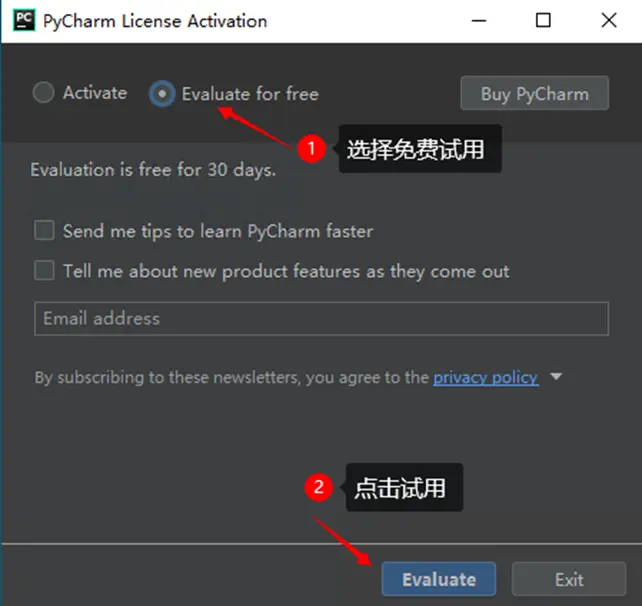 PyCharm License Activation
Activate
Evaluate for free
Buy PyCharm
1
选择免费试用
Evaluation is free for 30 days.
Send me tips to learn PyCharm faster
Tell me about new product features as they come out
Email address
By subscribing to these newsletters, you agree to the privacy policy
2
点击试用
Evaluate
Exit